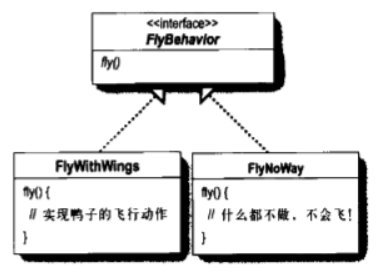 <<interface>>
FlyBehavior
fly()
FlyWithWings
fly() {
// 实现鸭子的飞行动作
}
FlyNoWay
fly() {
// 什么都不做，不会飞！
}